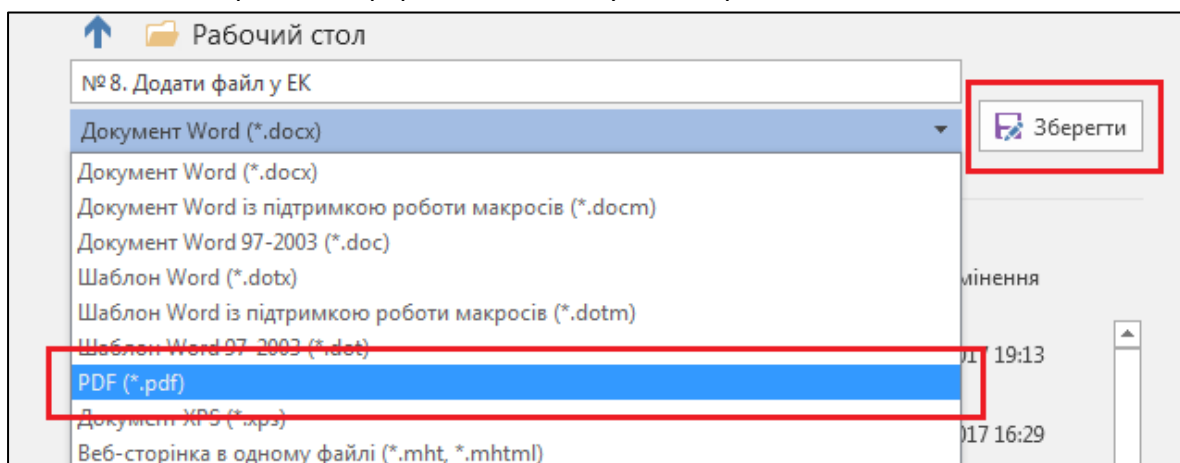 Рабочий стол
№ 8. Додати файл у ЕК
Документ Word (*.docx)
Зберегти
Документ Word (*.docx)
Документ Word із підтримкою роботи макросів (*.docm)
Документ Word 97-2003 (*.doc)
Шаблон Word (*.dotx)
мінення
Шаблон Word із підтримкою роботи макросів (*.dotm)
Шаблон Word 97-2003 (*.dot)
017 19:13
PDF (*.pdf)
Документ XPS (*.xps)
017 16:29
Веб-сторінка в одному файлі (*.mht, *.mhtml)